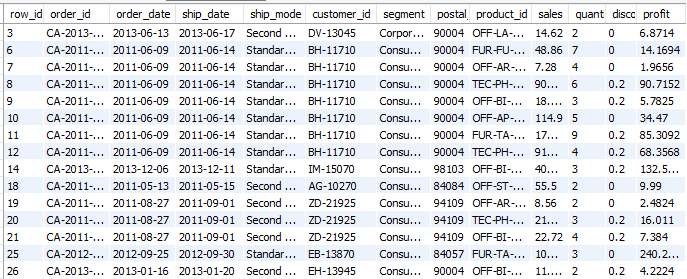 row_id order_id order_date ship_date ship_mode customer_id segment postal_ product_id sales quant disco profit
3 CA-2013-... 2013-06-13 2013-06-17 Second ... DV-13045 Corpor... 90004 OFF-LA-... 14.62 2 0 6.8714
6 CA-2011-... 2011-06-09 2011-06-14 Standar... BH-11710 Consu... 90004 FUR-FU-... 48.86 7 0 14.1694
7 CA-2011-... 2011-06-09 2011-06-14 Standar... BH-11710 Consu... 90004 OFF-AR-... 7.28 4 0 1.9656
8 CA-2011-... 2011-06-09 2011-06-14 Standar... BH-11710 Consu... 90004 TEC-PH-... 90... 6 0.2 90.7152
9 CA-2011-... 2011-06-09 2011-06-14 Standar... BH-11710 Consu... 90004 OFF-BI-... 18.... 3 0.2 5.7825
10 CA-2011-... 2011-06-09 2011-06-14 Standar... BH-11710 Consu... 90004 OFF-AP-... 114.9 5 0 34.47
11 CA-2011-... 2011-06-09 2011-06-14 Standar... BH-11710 Consu... 90004 FUR-TA-... 17... 9 0.2 85.3092
12 CA-2011-... 2011-06-09 2011-06-14 Standar... BH-11710 Consu... 90004 TEC-PH-... 91... 4 0.2 68.3568
14 CA-2013-... 2013-12-06 2013-12-11 Standar... IM-15070 Consu... 98103 OFF-BI-... 40... 3 0.2 132.5...
18 CA-2011-... 2011-05-13 2011-05-15 Second ... AG-10270 Consu... 84084 OFF-ST-... 55.5 2 0 9.99
19 CA-2011-... 2011-08-27 2011-09-01 Second ... ZD-21925 Consu... 94109 OFF-AR-... 8.56 2 0 2.4824
20 CA-2011-... 2011-08-27 2011-09-01 Second ... ZD-21925 Consu... 94109 TEC-PH-... 21... 3 0.2 16.011
21 CA-2011-... 2011-08-27 2011-09-01 Second ... ZD-21925 Consu... 94109 OFF-BI-... 22.72 4 0.2 7.384
25 CA-2012-... 2012-09-25 2012-09-30 Standar... EB-13870 Consu... 84057 FUR-TA-... 10... 3 0 240.2...
26 CA-2013-... 2013-01-16 2013-01-20 Second ... EH-13945 Consu... 90049 OFF-BI-... 11.... 2 0.2 4.2224